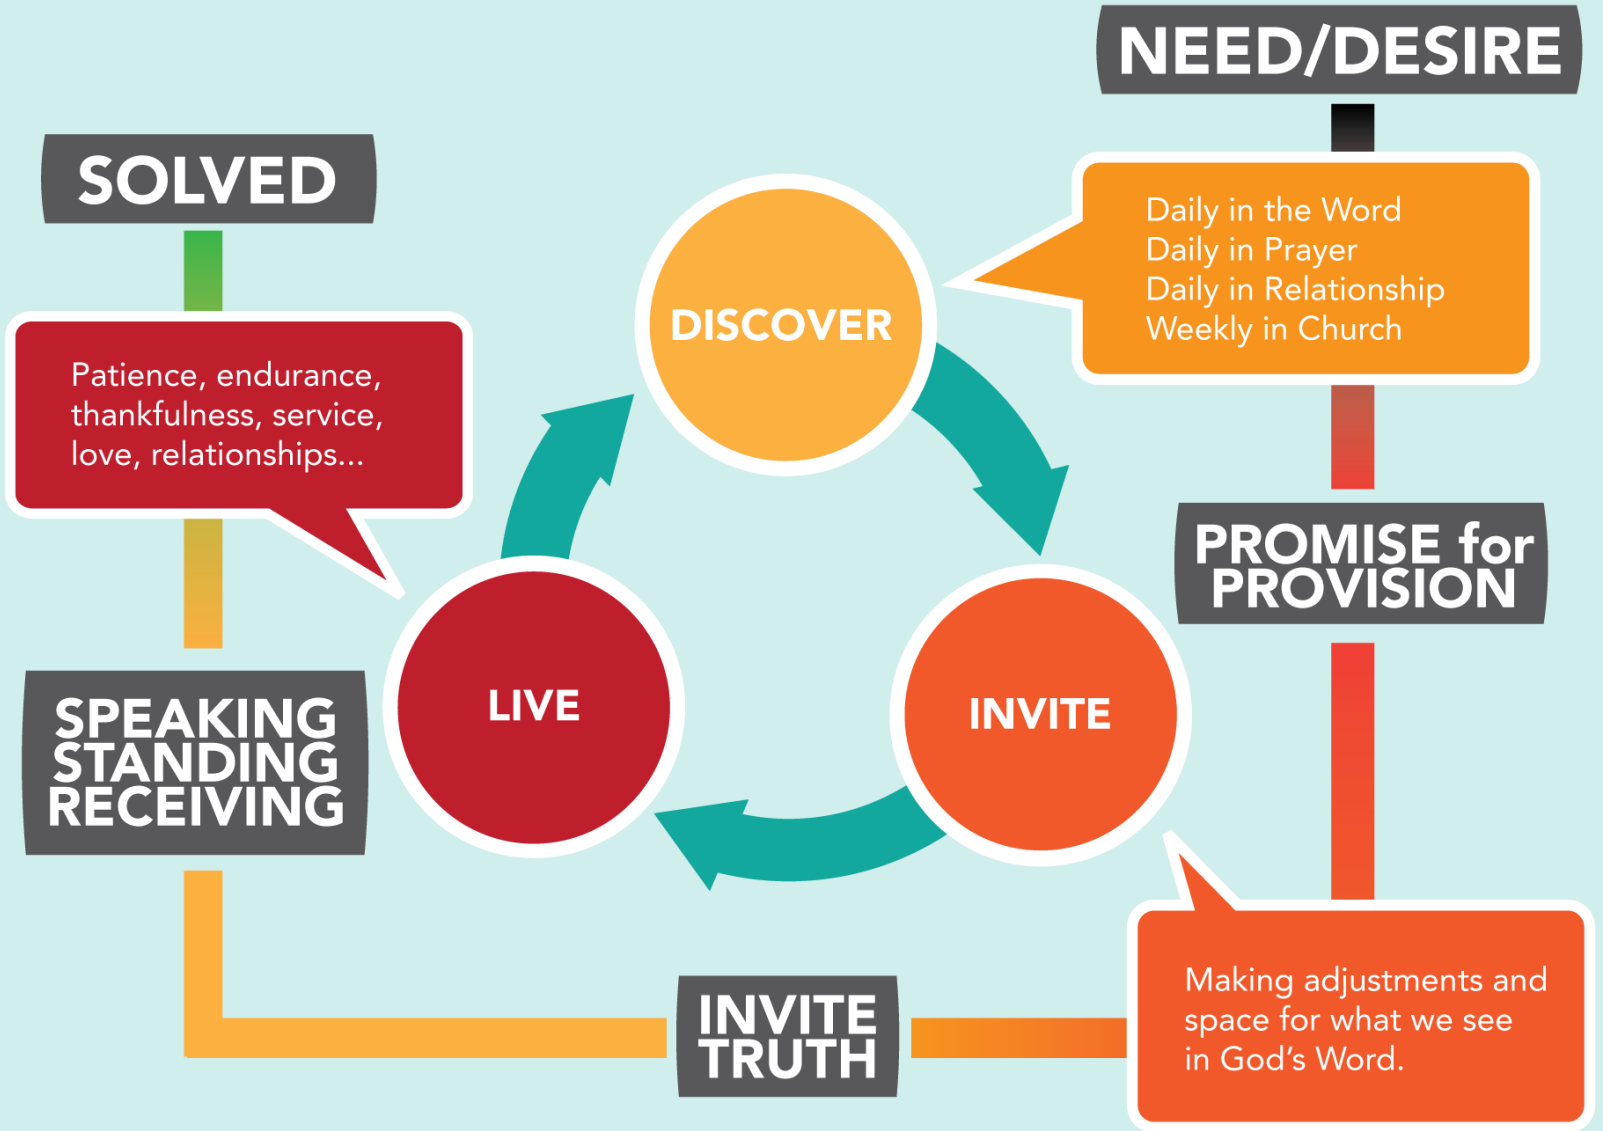 NEED/DESIRE
SOLVED
Daily in the Word
Daily in Prayer
Daily in Relationship
Weekly in Church
DISCOVER
Patience, endurance,
thankfulness, service,
love, relationships...
PROMISE for
PROVISION
LIVE
INVITE
SPEAKING
STANDING
RECEIVING
Making adjustments and
space for what we see
in God’s Word.
INVITE
TRUTH